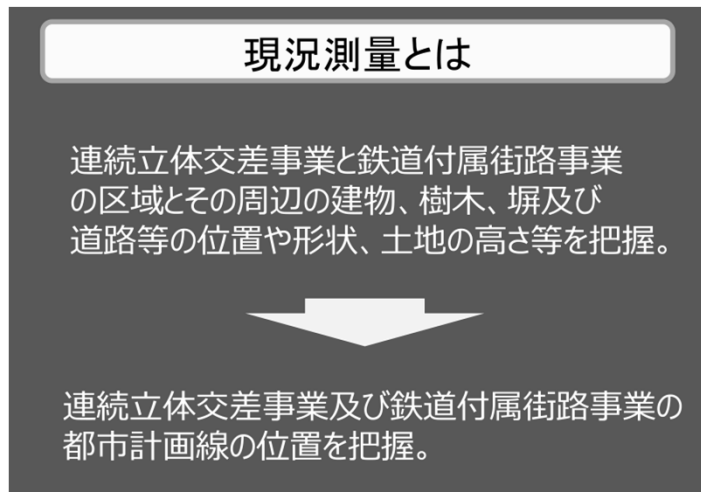 現況測量とは
連続立体交差事業と鉄道付属街路事業
の区域とその周辺の建物、樹木、塀及び
道路等の位置や形状、土地の高さ等を把握。
連続立体交差事業及び鉄道付属街路事業の
都市計画線の位置を把握。